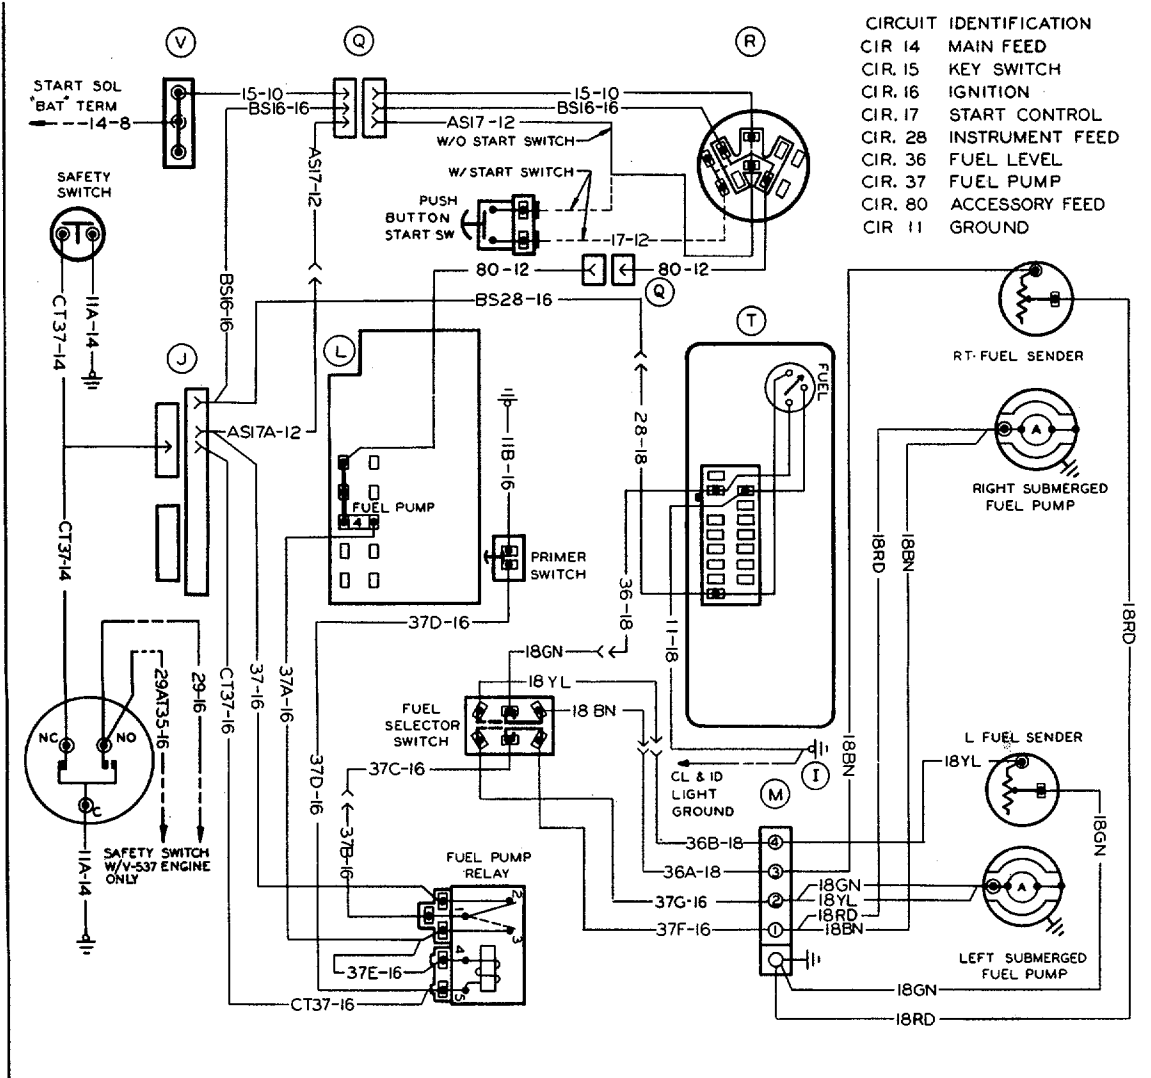 CIRCUIT IDENTIFICATION
CIR 14 MAIN FEED
CIR. 15 KEY SWITCH
CIR. 16 IGNITION
CIR. 17 START CONTROL
CIR. 28 INSTRUMENT FEED
CIR. 36 FUEL LEVEL
CIR. 37 FUEL PUMP
CIR. 80 ACCESSORY FEED
CIR 11 GROUND
V
Q
R
START SOL
"BAT" TERM
14-8
15-10
BS16-16
15-10
BS16-16
AS17-12
W/O START SWITCH
W/START SWITCH
AS17-12
SAFETY
SWITCH
PUSH
BUTTON
START SW
17-12
80-12
80-12
Q
BS28-16
CT37-14
11A-14
BS16-16
J
L
T
FUEL
RT. FUEL SENDER
AS17A-12
11B-16
28-18
FUEL PUMP
4
A
RIGHT SUBMERGED
FUEL PUMP
CT37-14
PRIMER
SWITCH
36-18
11-18
18RD
18BN
18RD
37D-16
18GN
18YL
18 BN
29AT35-16
29-16
CT37-16
37-16
37A-16
37D-16
FUEL
SELECTOR
SWITCH
NC
NO
C
37C-16
37B-16
CL & ID
LIGHT
GROUND
I
M
18BN
L FUEL SENDER
18YL
18GN
SAFETY SWITCH
W/V-537 ENGINE
ONLY
11A-14
FUEL PUMP
RELAY
36B-18
4
36A-18
3
37G-16
2
37F-16
1
18GN
18YL
18RD
18BN
A
LEFT SUBMERGED
FUEL PUMP
2
1
3
4
5
37E-16
CT37-16
18GN
18RD